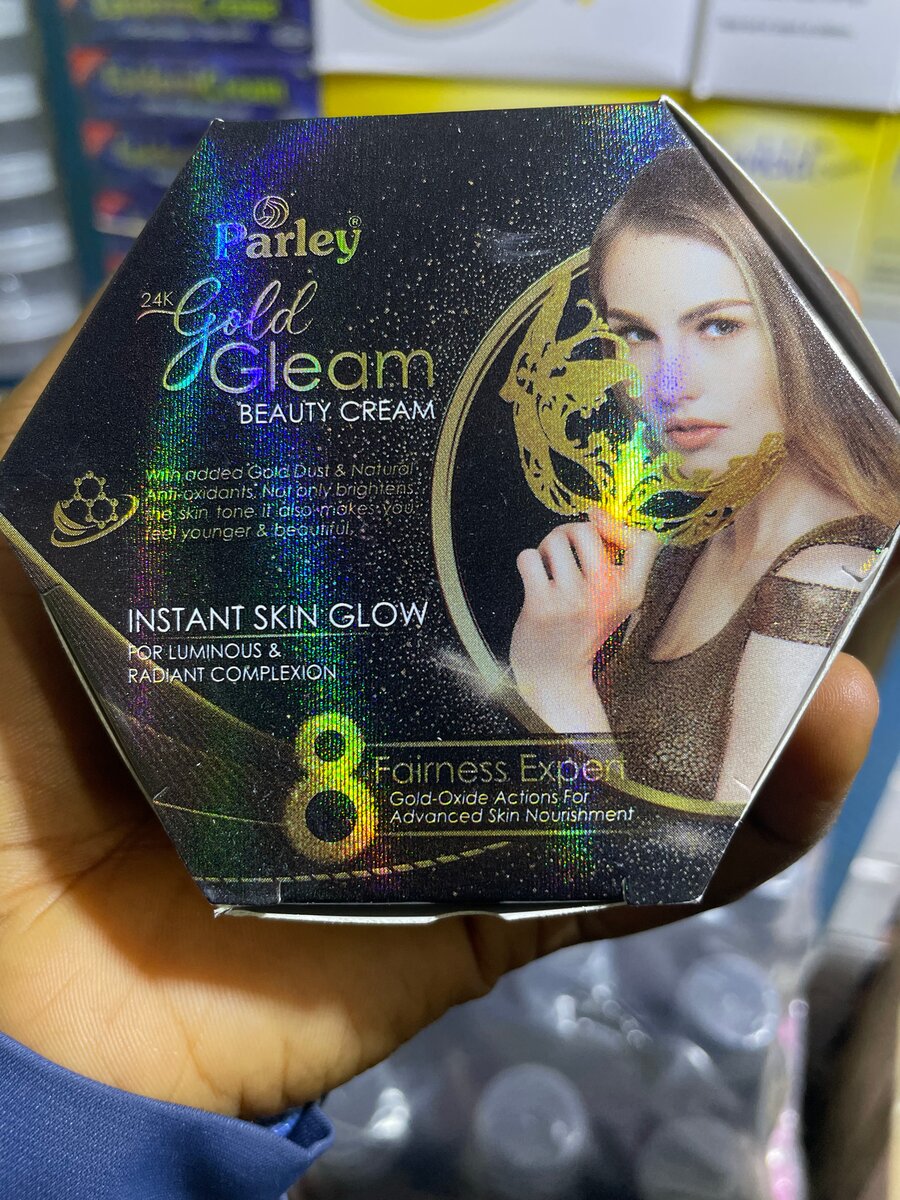 Parley®
24K Gold
Gleam
BEAUTY CREAM
With added Gold Dust & Natural
Anti-oxidants. Not only brightens
the skin tone it also makes you
feel younger & beautiful.
INSTANT SKIN GLOW
FOR LUMINOUS &
RADIANT COMPLEXION
8 Fairness Expert
Gold-Oxide Actions For
Advanced Skin Nourishment